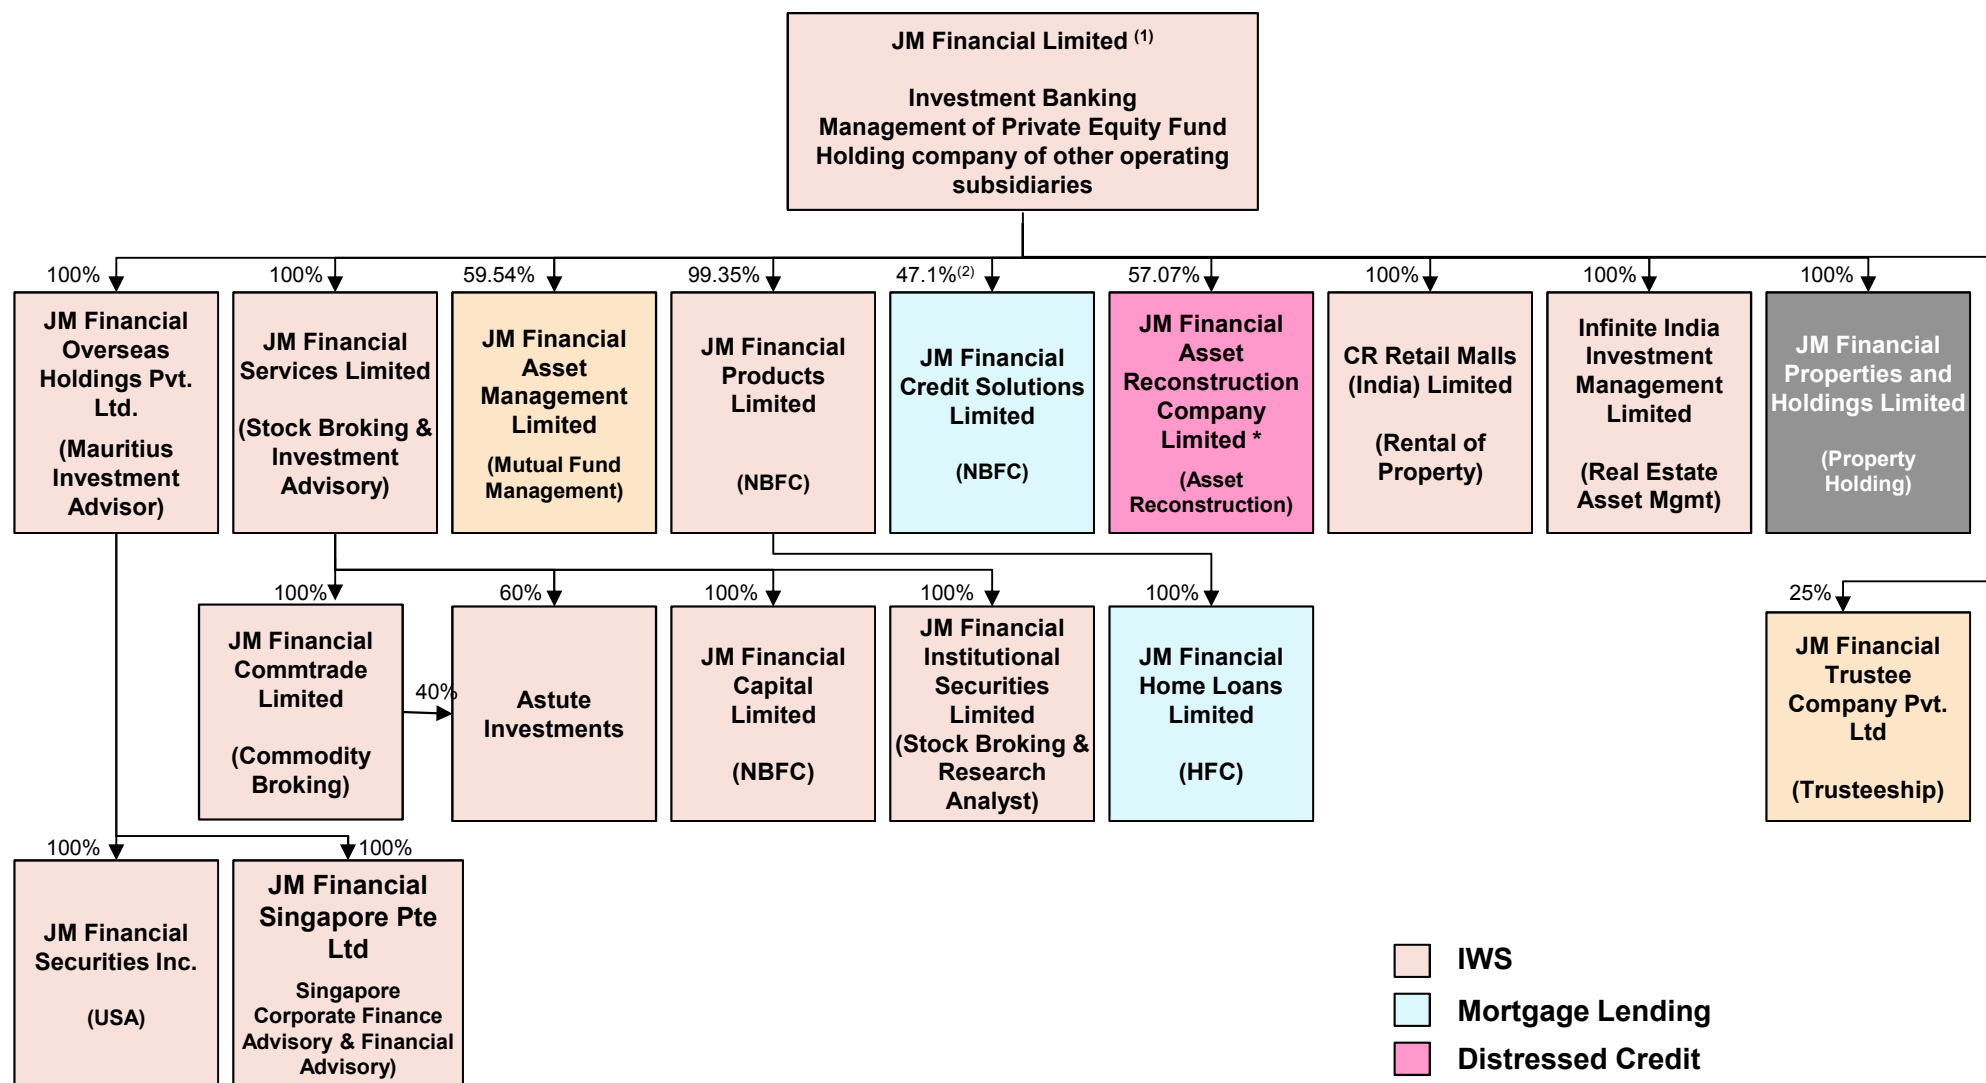 JM Financial Limited (1)
Investment Banking
Management of Private Equity Fund
Holding company of other operating
subsidiaries
100%
100%
59.54%
99.35%
47.1%(2)
57.07%
100%
100%
100%
JM Financial
Overseas
Holdings Pvt.
Ltd.
(Mauritius
Investment
Advisor)
JM Financial
Services Limited
(Stock Broking &
Investment
Advisory)
JM Financial
Asset
Management
Limited
(Mutual Fund
Management)
JM Financial
Products
Limited
(NBFC)
JM Financial
Credit Solutions
Limited
(NBFC)
JM Financial
Asset
Reconstruction
Company
Limited *
(Asset
Reconstruction)
CR Retail Malls
(India) Limited
(Rental of
Property)
Infinite India
Investment
Management
Limited
(Real Estate
Asset Mgmt)
JM Financial
Properties and
Holdings Limited
(Property
Holding)
100%
60%
100%
100%
100%
25%
JM Financial
Commtrade
Limited
(Commodity
Broking)
40%
Astute
Investments
JM Financial
Capital
Limited
(NBFC)
JM Financial
Institutional
Securities
Limited
(Stock Broking &
Research
Analyst)
JM Financial
Home Loans
Limited
(HFC)
JM Financial
Trustee
Company Pvt.
Ltd
(Trusteeship)
100%
100%
JM Financial
Securities Inc.
(USA)
JM Financial
Singapore Pte
Ltd
Singapore
Corporate Finance
Advisory & Financial
Advisory)
IWS
Mortgage Lending
Distressed Credit